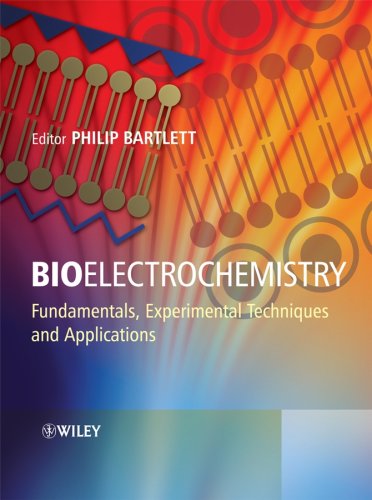 Editor PHILIP BARTLETT
BIOELECTROCHEMISTRY
Fundamentals, Experimental Techniques
and Applications
WILEY